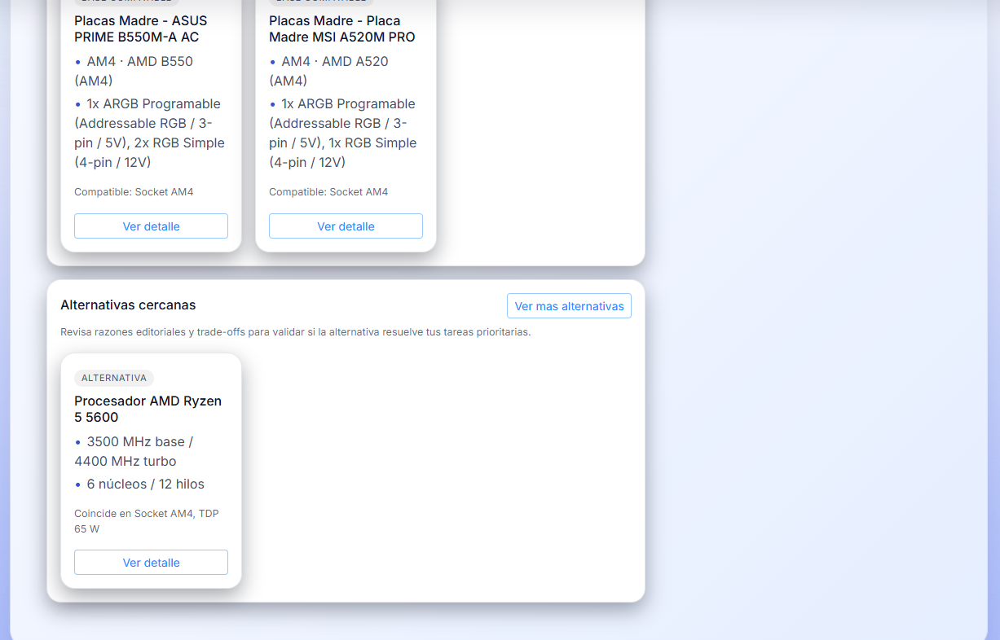 Placas Madre - ASUS
PRIME B550M-A AC
• AM4 · AMD B550
(AM4)
• 1x ARGB Programable
(Addressable RGB / 3-
pin / 5V), 2x RGB Simple
(4-pin / 12V)
Compatible: Socket AM4
Ver detalle
Placas Madre - Placa
Madre MSI A520M PRO
• AM4 · AMD A520
(AM4)
• 1x ARGB Programable
(Addressable RGB / 3-
pin / 5V), 1x RGB Simple
(4-pin / 12V)
Compatible: Socket AM4
Ver detalle
Alternativas cercanas
Ver mas alternativas
Revisa razones editoriales y trade-offs para validar si la alternativa resuelve tus tareas prioritarias.
ALTERNATIVA
Procesador AMD Ryzen
5 5600
• 3500 MHz base /
4400 MHz turbo
• 6 núcleos / 12 hilos
Coincide en Socket AM4, TDP
65 W
Ver detalle